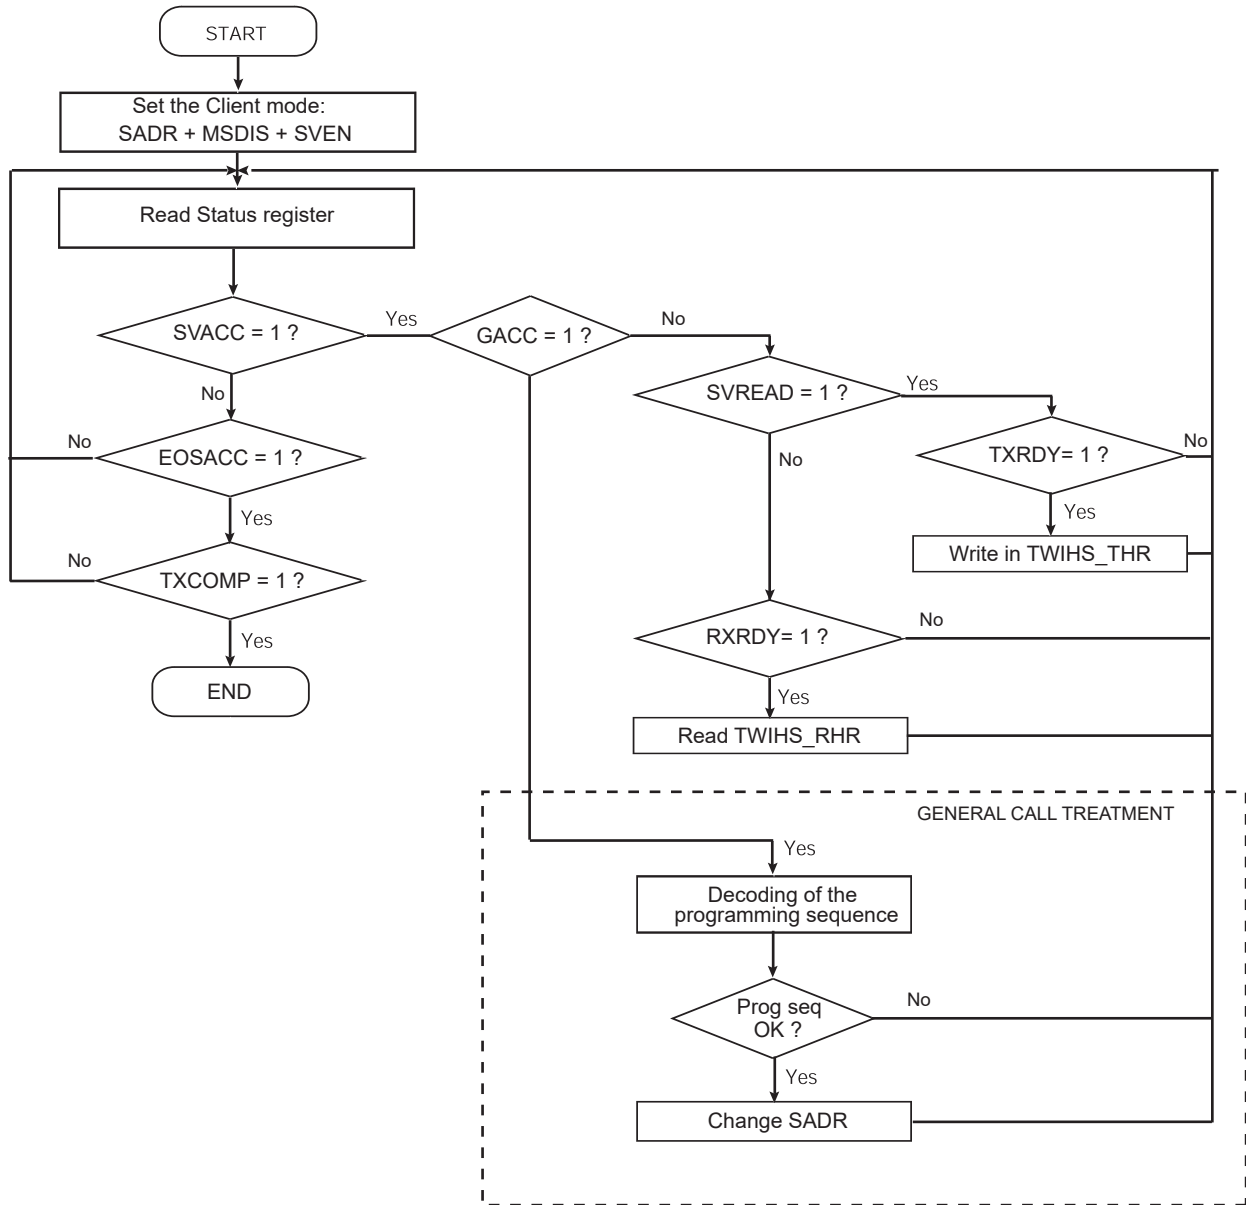 START
Set the Client mode:
SADR + MSDIS + SVEN
Read Status register
SVACC = 1 ?
Yes
GACC = 1 ?
No
SVREAD = 1 ?
Yes
No
EOSACC = 1 ?
No
TXRDY= 1 ?
No
No
Yes
Yes
Write in TWIHS_THR
No
TXCOMP = 1 ?
Yes
RXRDY= 1 ?
No
END
Yes
Read TWIHS_RHR
GENERAL CALL TREATMENT
Yes
Decoding of the
programming sequence
Prog seq
OK ?
No
Yes
Change SADR